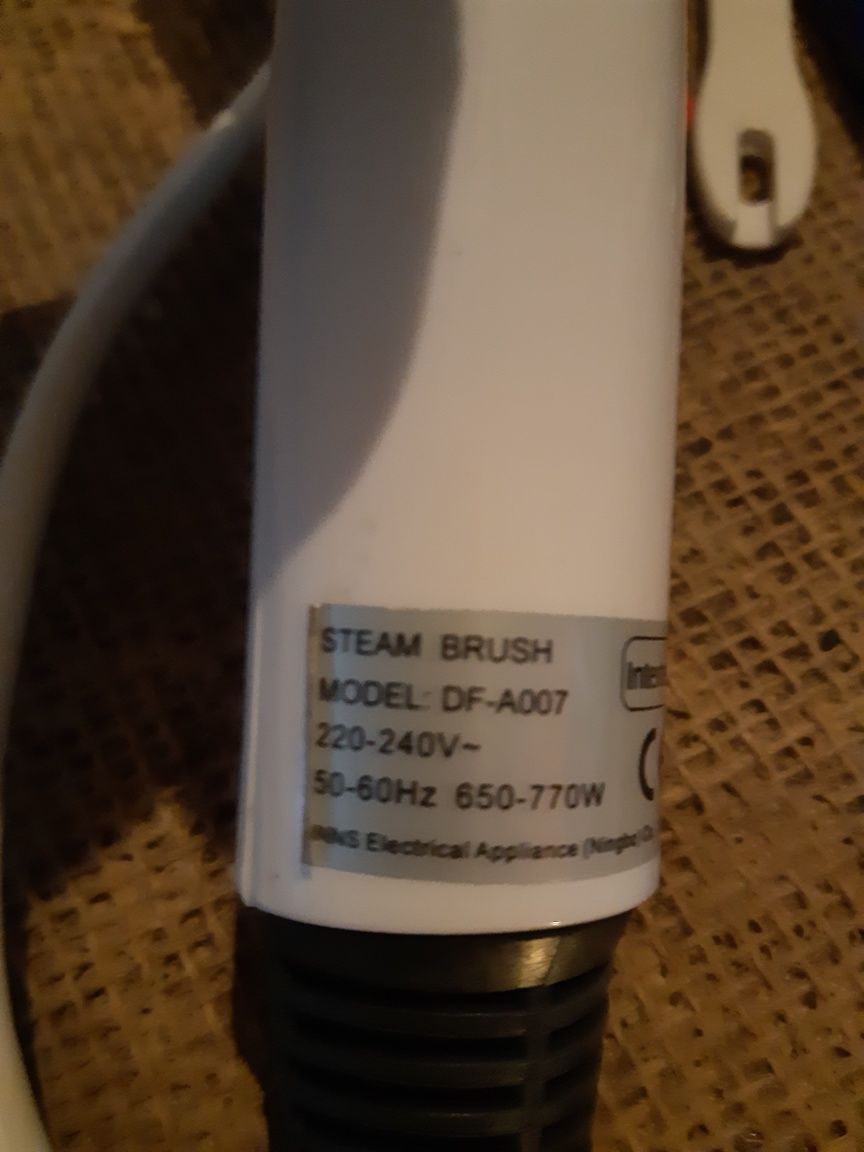 STEAM BRUSH
MODEL: DF-A007
220-240V~
50-60Hz 650-770W
Electrical Appliance